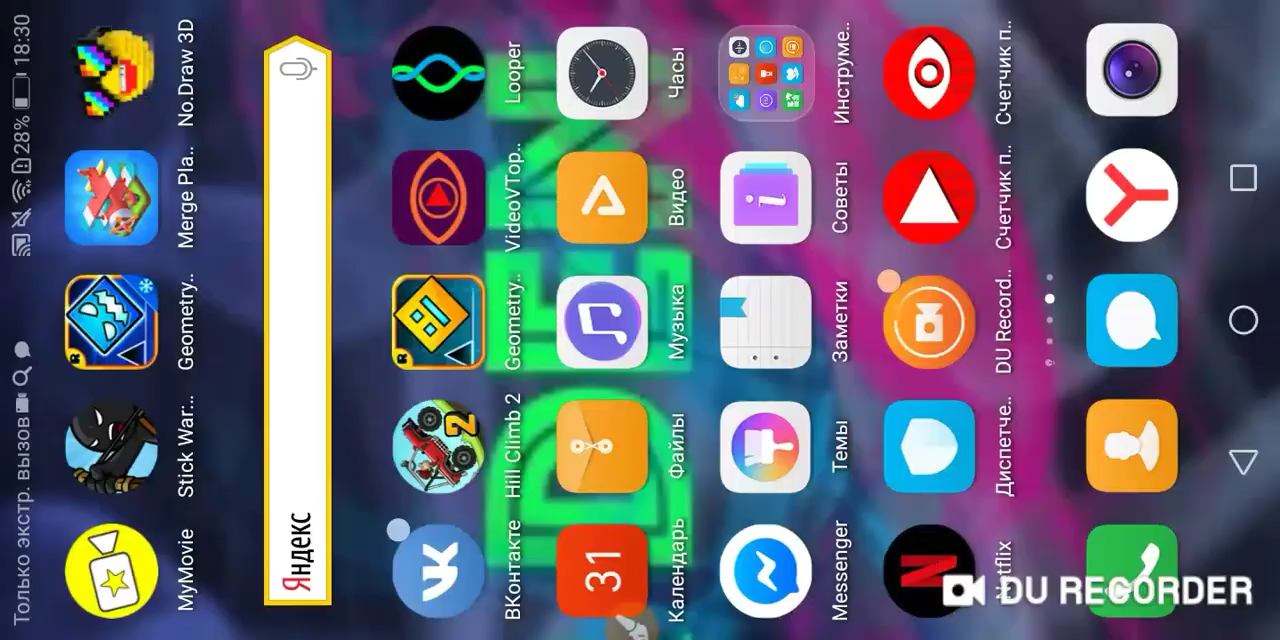 Только экстр. вызов 28% 18:30
MyMovie Stick War:.. Geometry.. Merge Pla.. No.Draw 3D
Яндекс
2
ВКонтакте Hill Climb 2 Geometry.. VideoVTop.. Looper
31
Календарь Файлы Музыка Видео Часы
Messenger Темы Заметки Советы Инструме..
N
Netflix Диспетче.. DU Record.. Счетчик п.. Счетчик п..
DU RECORDER